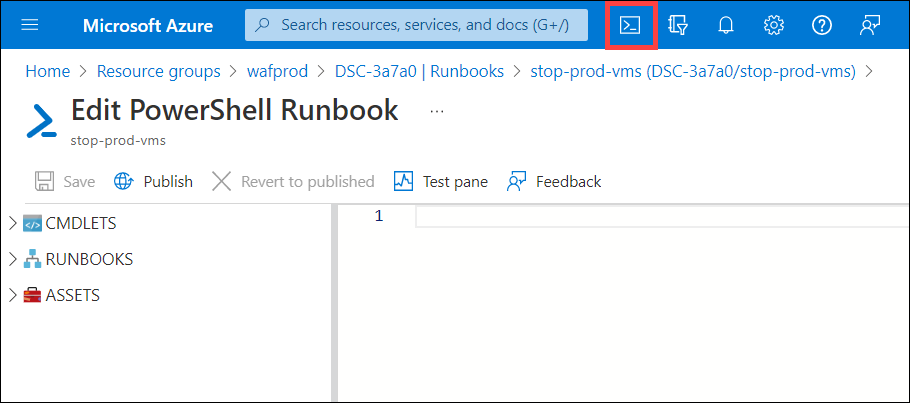 Microsoft Azure
Search resources, services, and docs (G+/)
Home > Resource groups > wafprod > DSC-3a7a0 | Runbooks > stop-prod-vms (DSC-3a7a0/stop-prod-vms) >
Edit PowerShell Runbook ...
stop-prod-vms
Save Publish Revert to published Test pane Feedback
CMDLETS
RUNBOOKS
ASSETS
1